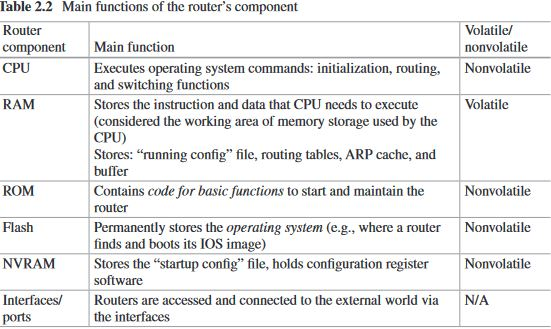 Table 2.2 Main functions of the router's component
Router
component
Main function
Volatile/
nonvolatile
CPU
Executes operating system commands: initialization, routing,
and switching functions
Nonvolatile
RAM
Stores the instruction and data that CPU needs to execute
(considered the working area of memory storage used by the
CPU)
Stores: “running config” file, routing tables, ARP cache, and
buffer
Volatile
ROM
Contains code for basic functions to start and maintain the
router
Nonvolatile
Flash
Permanently stores the operating system (e.g., where a router
finds and boots its IOS image)
Nonvolatile
NVRAM
Stores the “startup config” file, holds configuration register
software
Nonvolatile
Interfaces/
ports
Routers are accessed and connected to the external world via
the interfaces
N/A